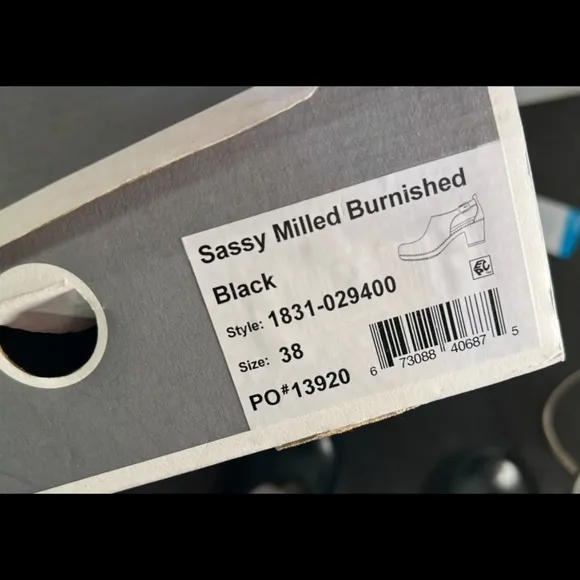 Sassy Milled Burnished
Black
Style: 1831-029400
Size: 38
PO#13920
6 73088 40687 5